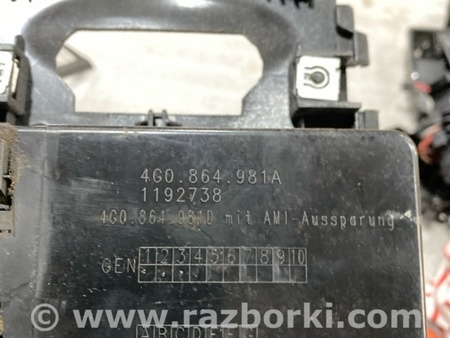 4G0.864.981A
1192738
4G0.864.981D mit AMI-Aussparung
GEN 1 2 3 4 5 6 7 8 9 10
A B C D E
© www.razborki.com